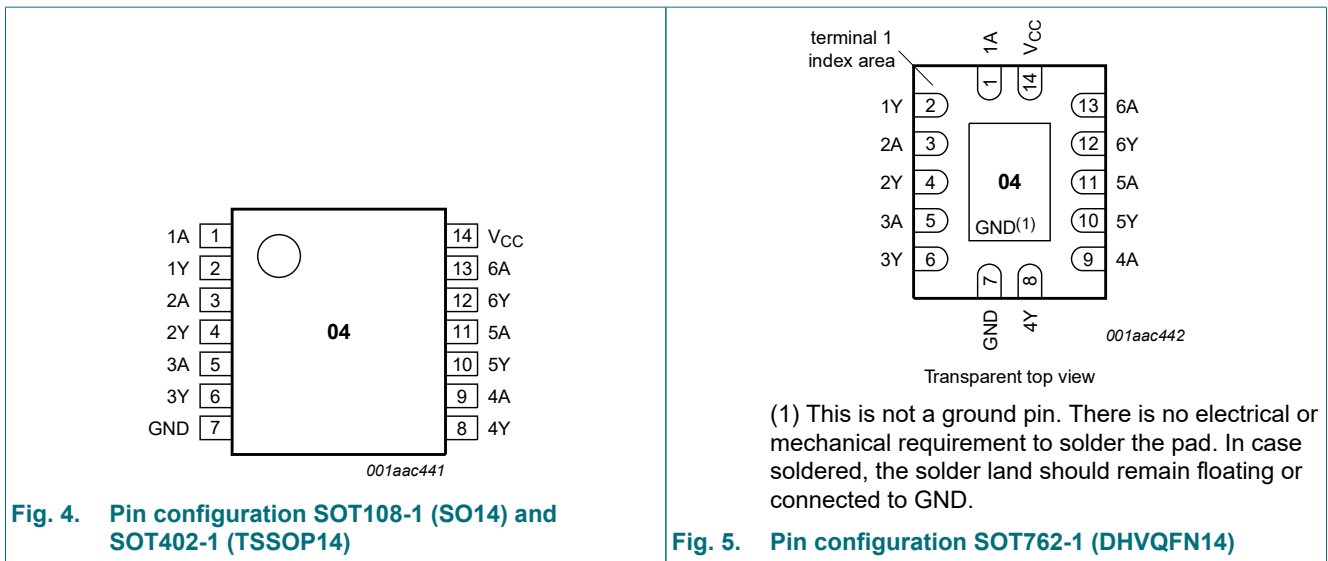 1A 1
1Y 2
2A 3
2Y 4
3A 5
3Y 6
GND 7
04
14 VCC
13 6A
12 6Y
11 5A
10 5Y
9 4A
8 4Y
001aac441
Fig. 4. Pin configuration SOT108-1 (SO14) and
SOT402-1 (TSSOP14)
terminal 1
index area
1A
VCC
1
14
1Y 2
2A 3
2Y 4
3A 5
3Y 6
04
GND(1)
13 6A
12 6Y
11 5A
10 5Y
9 4A
7
8
GND
4Y
001aac442
Transparent top view
(1) This is not a ground pin. There is no electrical or
mechanical requirement to solder the pad. In case
soldered, the solder land should remain floating or
connected to GND.
Fig. 5. Pin configuration SOT762-1 (DHVQFN14)